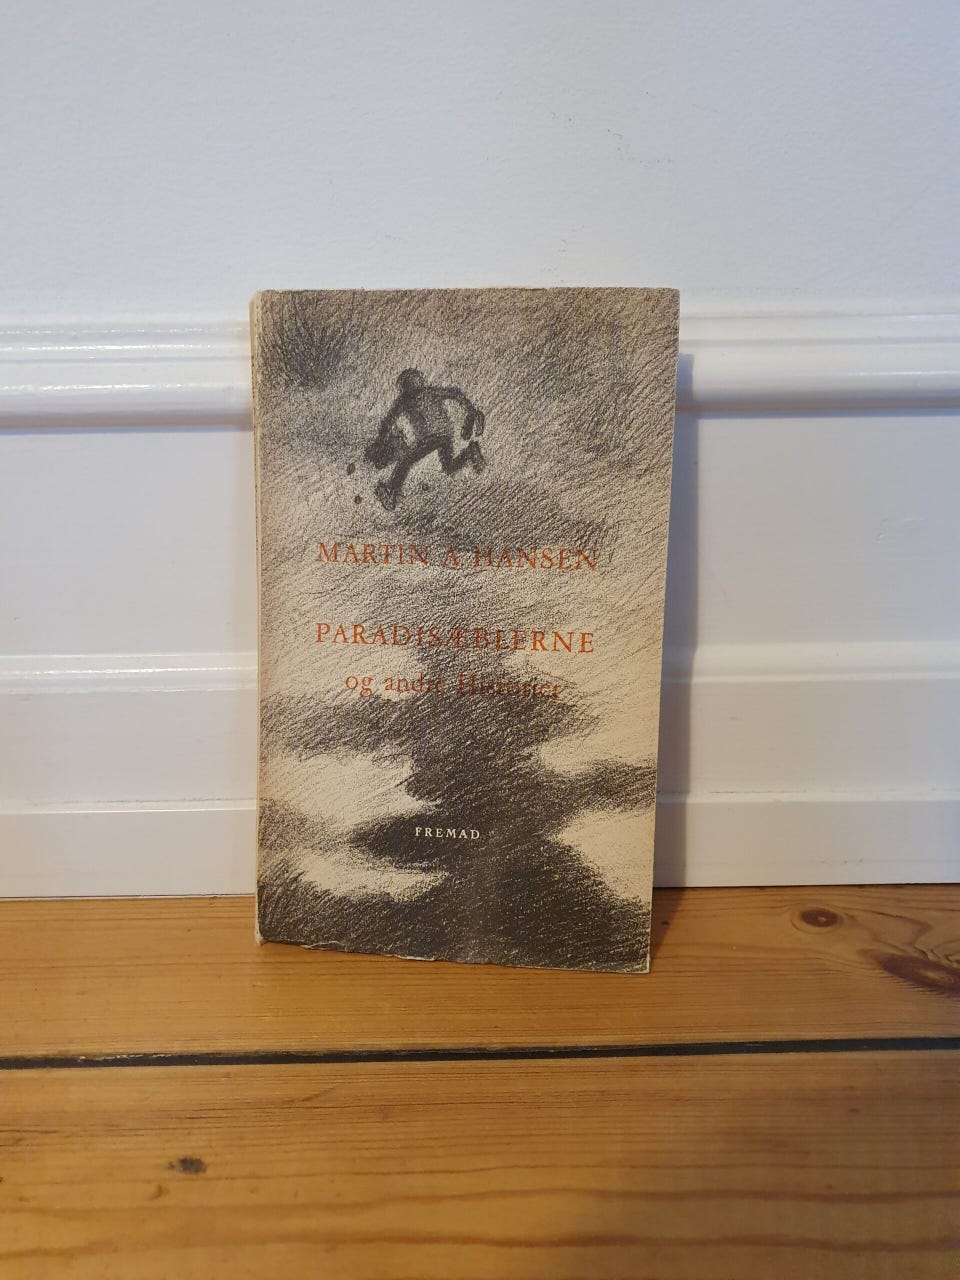 MARTIN A. HANSEN
PARADISÆBLERNE
og andre Historier
FREMAD